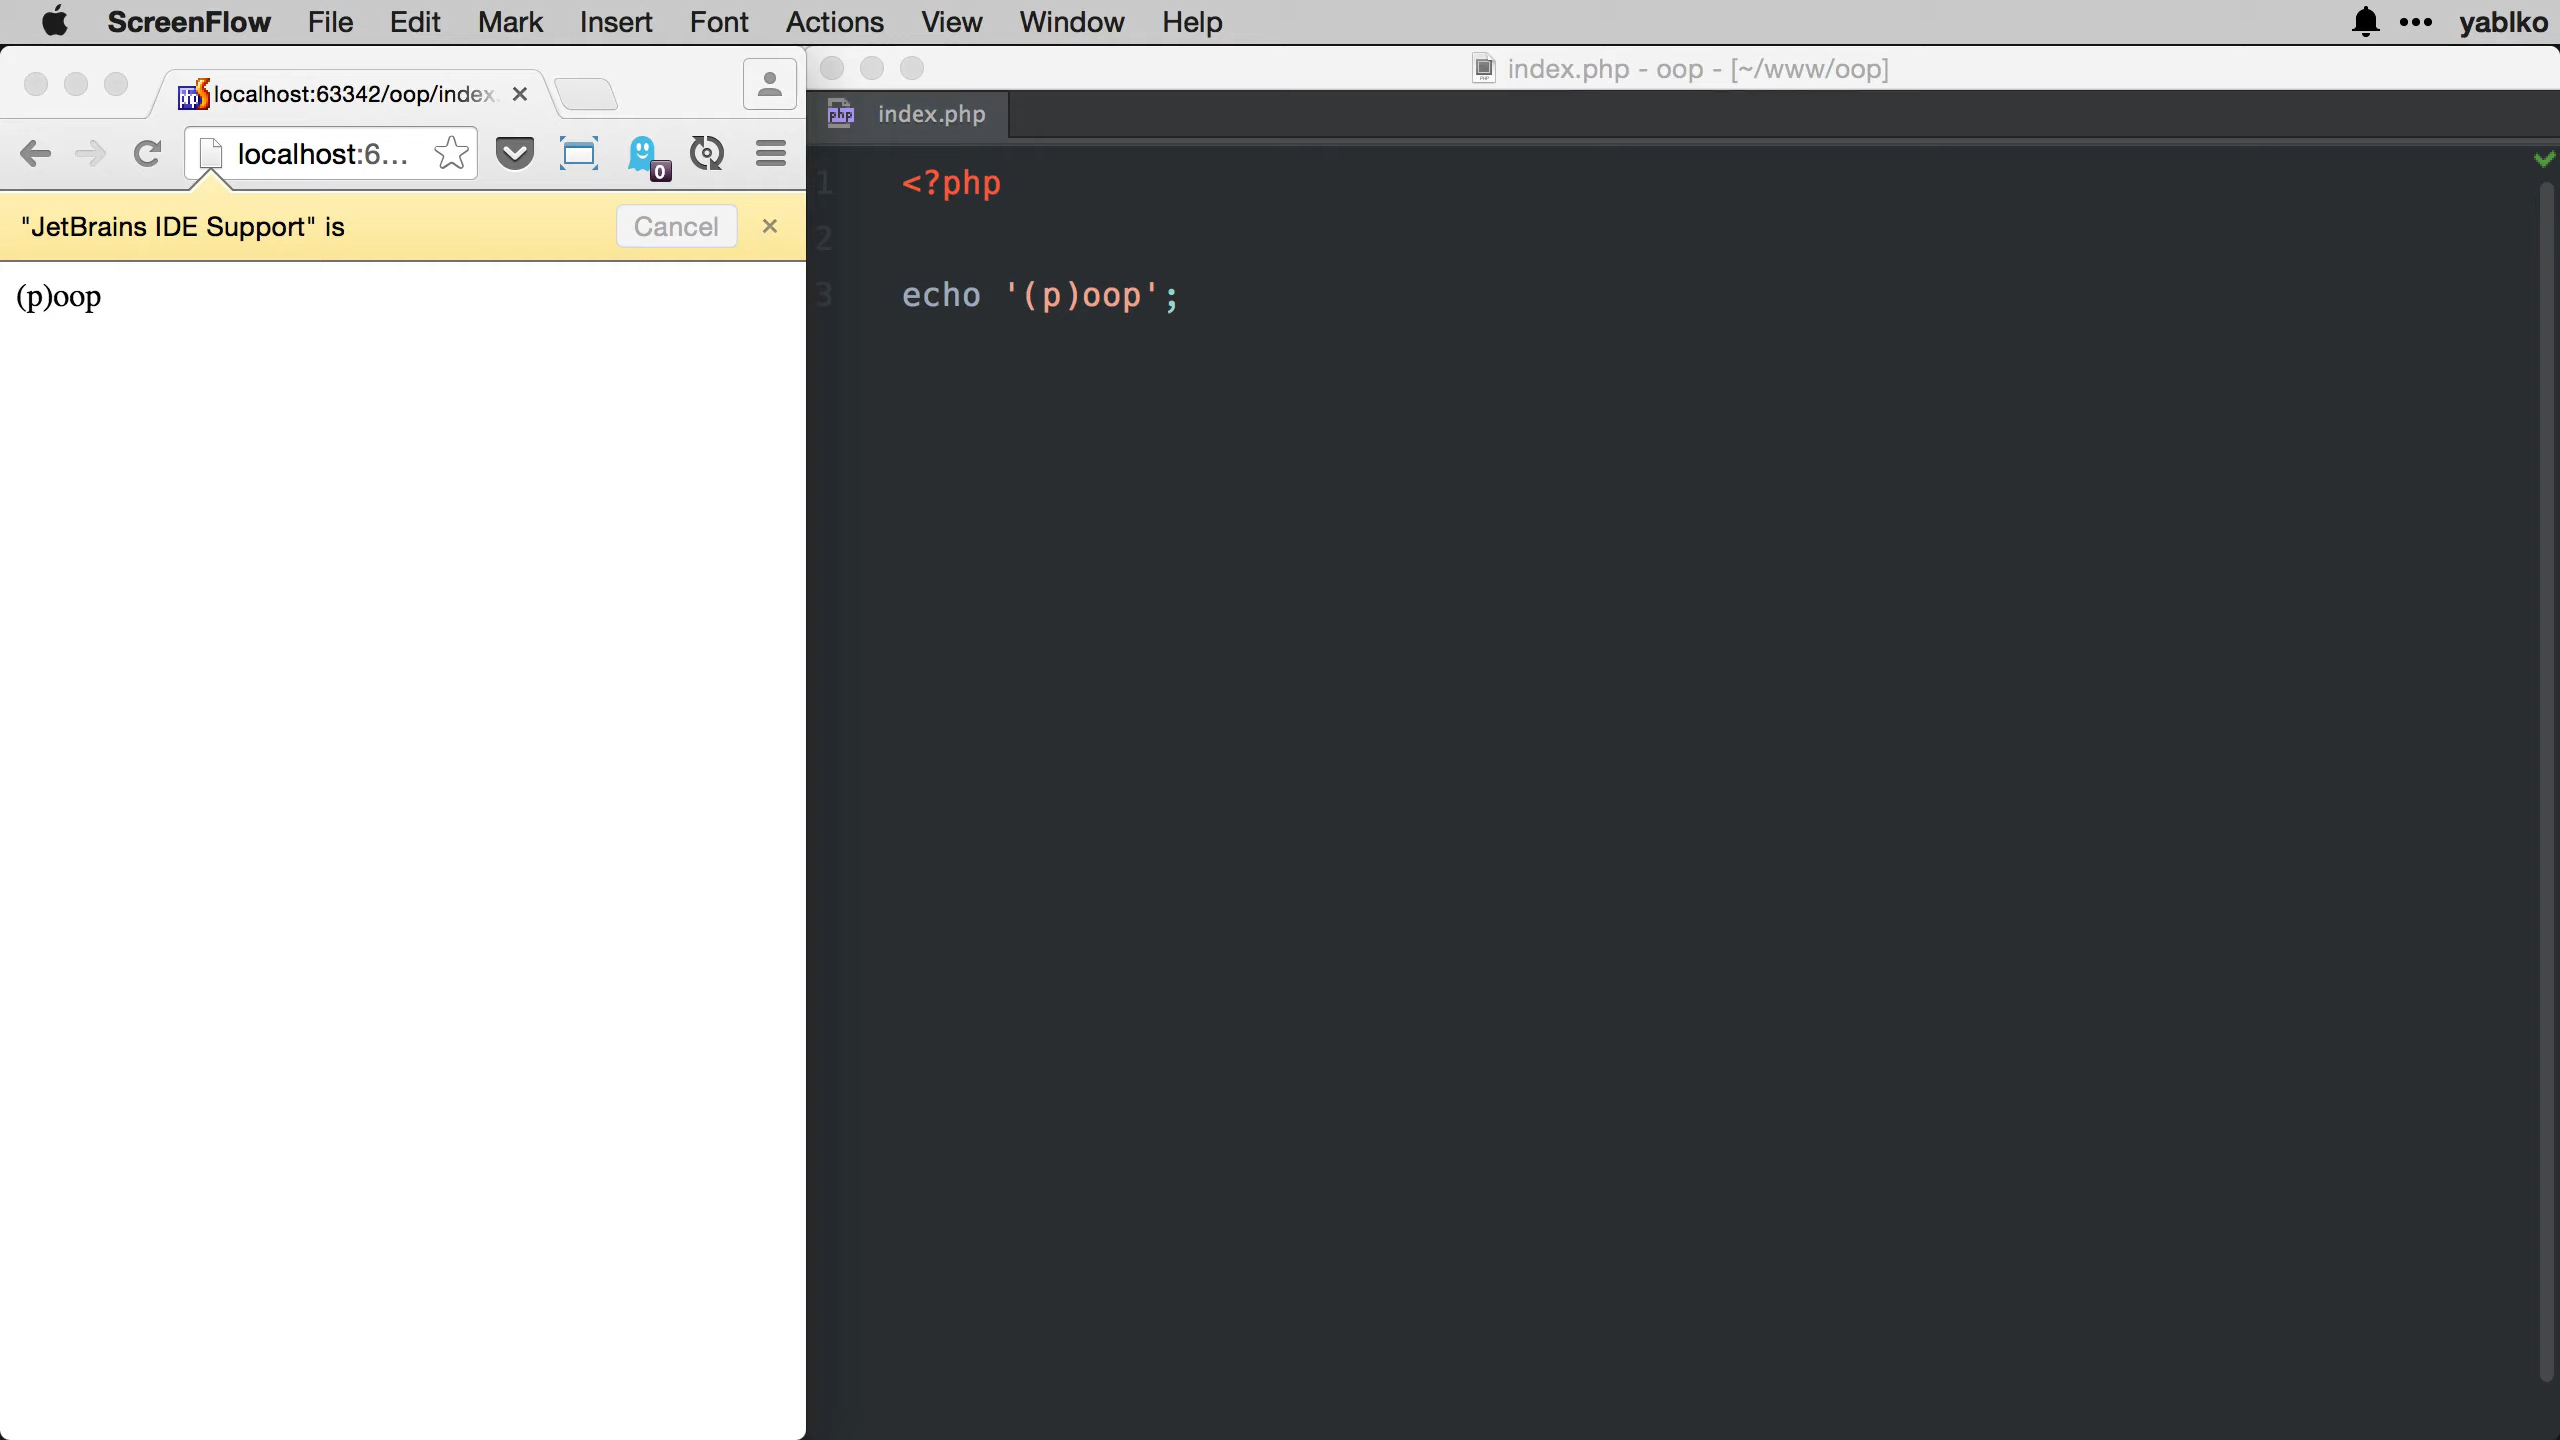 ScreenFlow File Edit Mark Insert Font Actions View Window Help yablko
localhost:63342/oop/index.
index.php - oop - [~/www/oop]
index.php
localhost:6...
0
"JetBrains IDE Support" is
Cancel
(p)oop
1 <?php
2
3 echo '(p)oop';